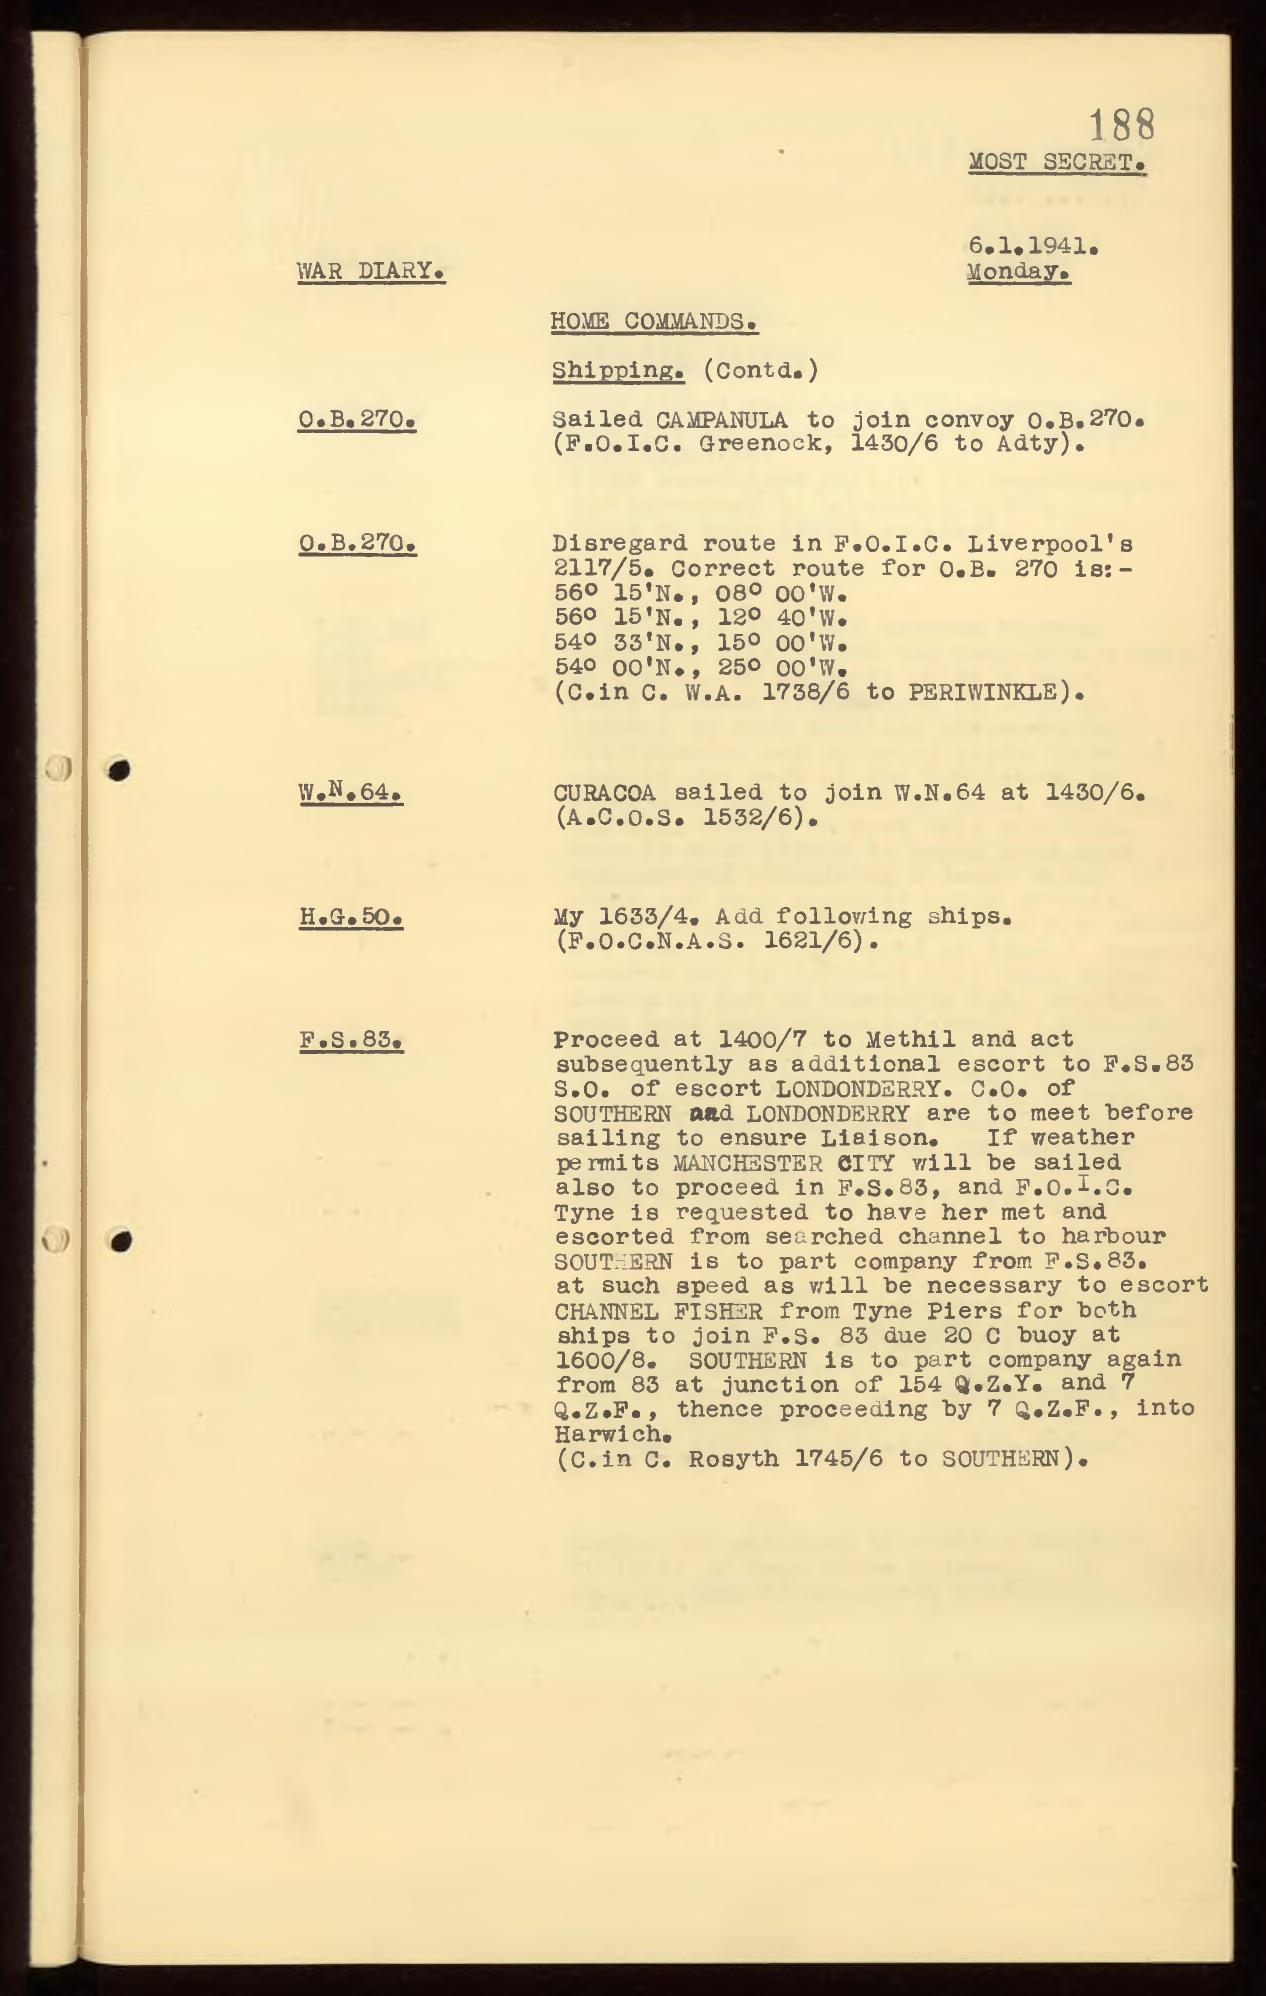 188
MOST SECRET.
6.1.1941.
WAR DIARY.
Monday.
HOME COMMANDS.
Shipping. (Contd.)
O.B.270.
Sailed CAMPANULA to join convoy O.B.270.
(F.O.I.C. Greenock, 1430/6 to Adty).
O.B.270.
Disregard route in F.O.I.C. Liverpool's
2117/5. Correct route for O.B. 270 is:-
56° 15'N., 08° 00'W.
56° 15'N., 12° 40'W.
54° 33'N., 15° 00'W.
54° 00'N., 25° 00'W.
(C.in C. W.A. 1738/6 to PERIWINKLE).
W.N.64.
CURACOA sailed to join W.N.64 at 1430/6.
(A.C.O.S. 1532/6).
H.G.50.
My 1633/4. Add following ships.
(F.O.C.N.A.S. 1621/6).
F.S.83.
Proceed at 1400/7 to Methil and act
subsequently as additional escort to F.S.83
S.O. of escort LONDONDERRY. C.O. of
SOUTHERN and LONDONDERRY are to meet before
sailing to ensure Liaison. If weather
permits MANCHESTER CITY will be sailed
also to proceed in F.S.83, and F.O.I.C.
Tyne is requested to have her met and
escorted from searched channel to harbour
SOUTHERN is to part company from F.S.83.
at such speed as will be necessary to escort
CHANNEL FISHER from Tyne Piers for both
ships to join F.S. 83 due 20 C buoy at
1600/8. SOUTHERN is to part company again
from 83 at junction of 154 Q.Z.Y. and 7
Q.Z.F., thence proceeding by 7 Q.Z.F., into
Harwich.
(C.in C. Rosyth 1745/6 to SOUTHERN).